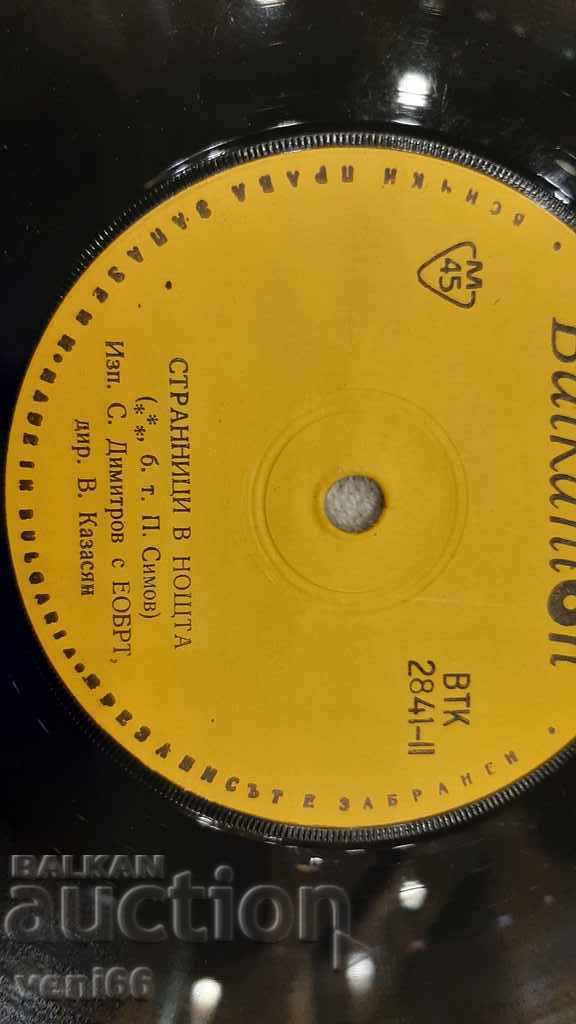 Балкантон
М
45
ВТК
2841-II
СТРАННИЦИ В НОЩТА
(**, б. т. П. Симов)
Изп. С. Димитров с ЕОБРТ,
дир. В. Казасян
• ВСИЧКИ ПРАВА ЗАПАЗЕНИ • MADE IN BULGARIA • ПРЕЗАПИСЪТ Е ЗАБРАНЕН •
BALKAN
auction
veni66